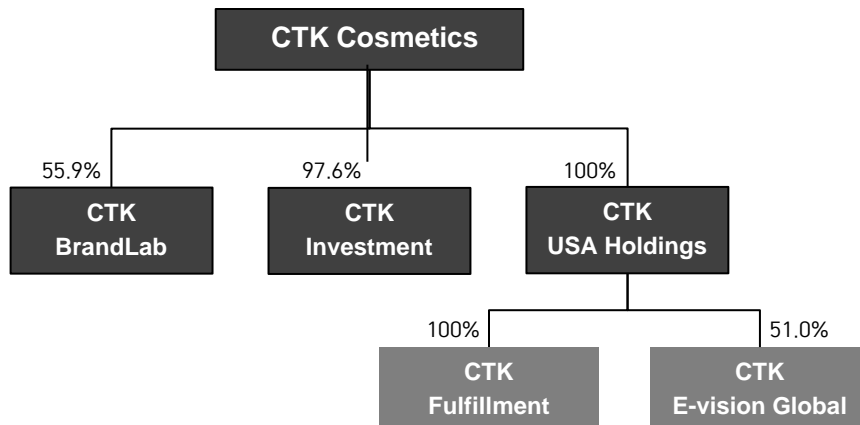 CTK Cosmetics
55.9%
97.6%
100%
CTK
BrandLab
CTK
Investment
CTK
USA Holdings
100%
51.0%
CTK
Fulfillment
CTK
E-vision Global